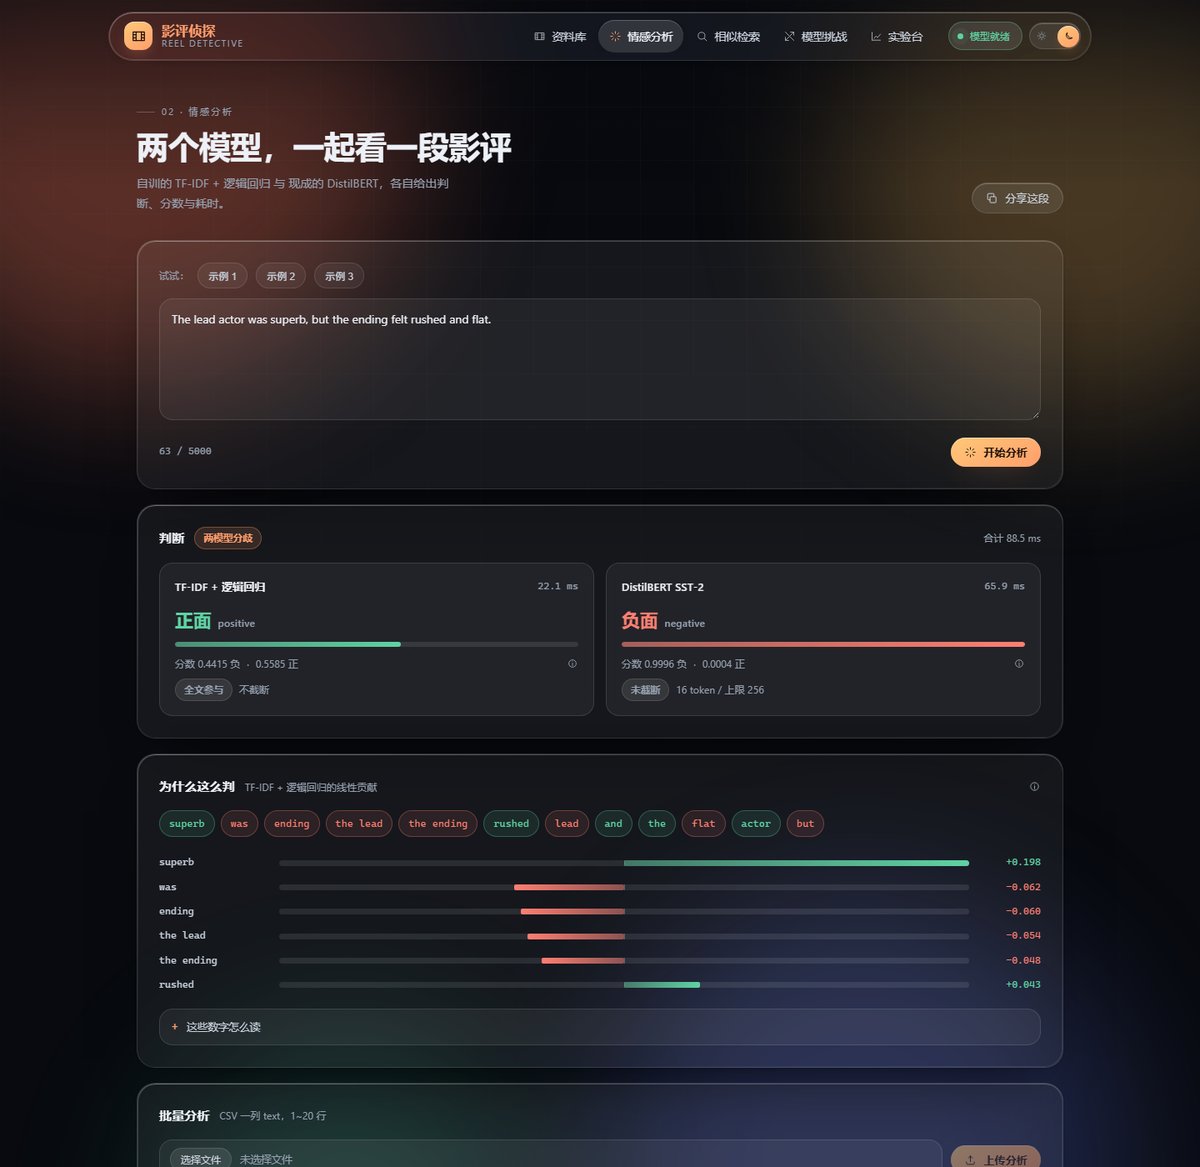 影评侦探
REEL DETECTIVE
资料库
情感分析
相似检索
模型挑战
实验台
模型就绪
02 · 情感分析
两个模型，一起看一段影评
自训的 TF-IDF + 逻辑回归 与 现成的 DistilBERT，各自给出判
断、分数与耗时。
分享这段
试试：
示例 1
示例 2
示例 3
The lead actor was superb, but the ending felt rushed and flat.
63 / 5000
开始分析
判断
两模型分歧
合计 88.5 ms
TF-IDF + 逻辑回归
22.1 ms
正面 positive
分数 0.4415 负 · 0.5585 正
全文参与 不截断
DistilBERT SST-2
65.9 ms
负面 negative
分数 0.9996 负 · 0.0004 正
未截断 16 token / 上限 256
为什么这么判 TF-IDF + 逻辑回归的线性贡献
superb was ending the lead the ending rushed lead and the flat actor but
superb +0.198
was −0.062
ending −0.060
the lead −0.054
the ending −0.048
rushed +0.043
+ 这些数字怎么读
批量分析 CSV 一列 text，1~20 行
选择文件 未选择文件
上传分析